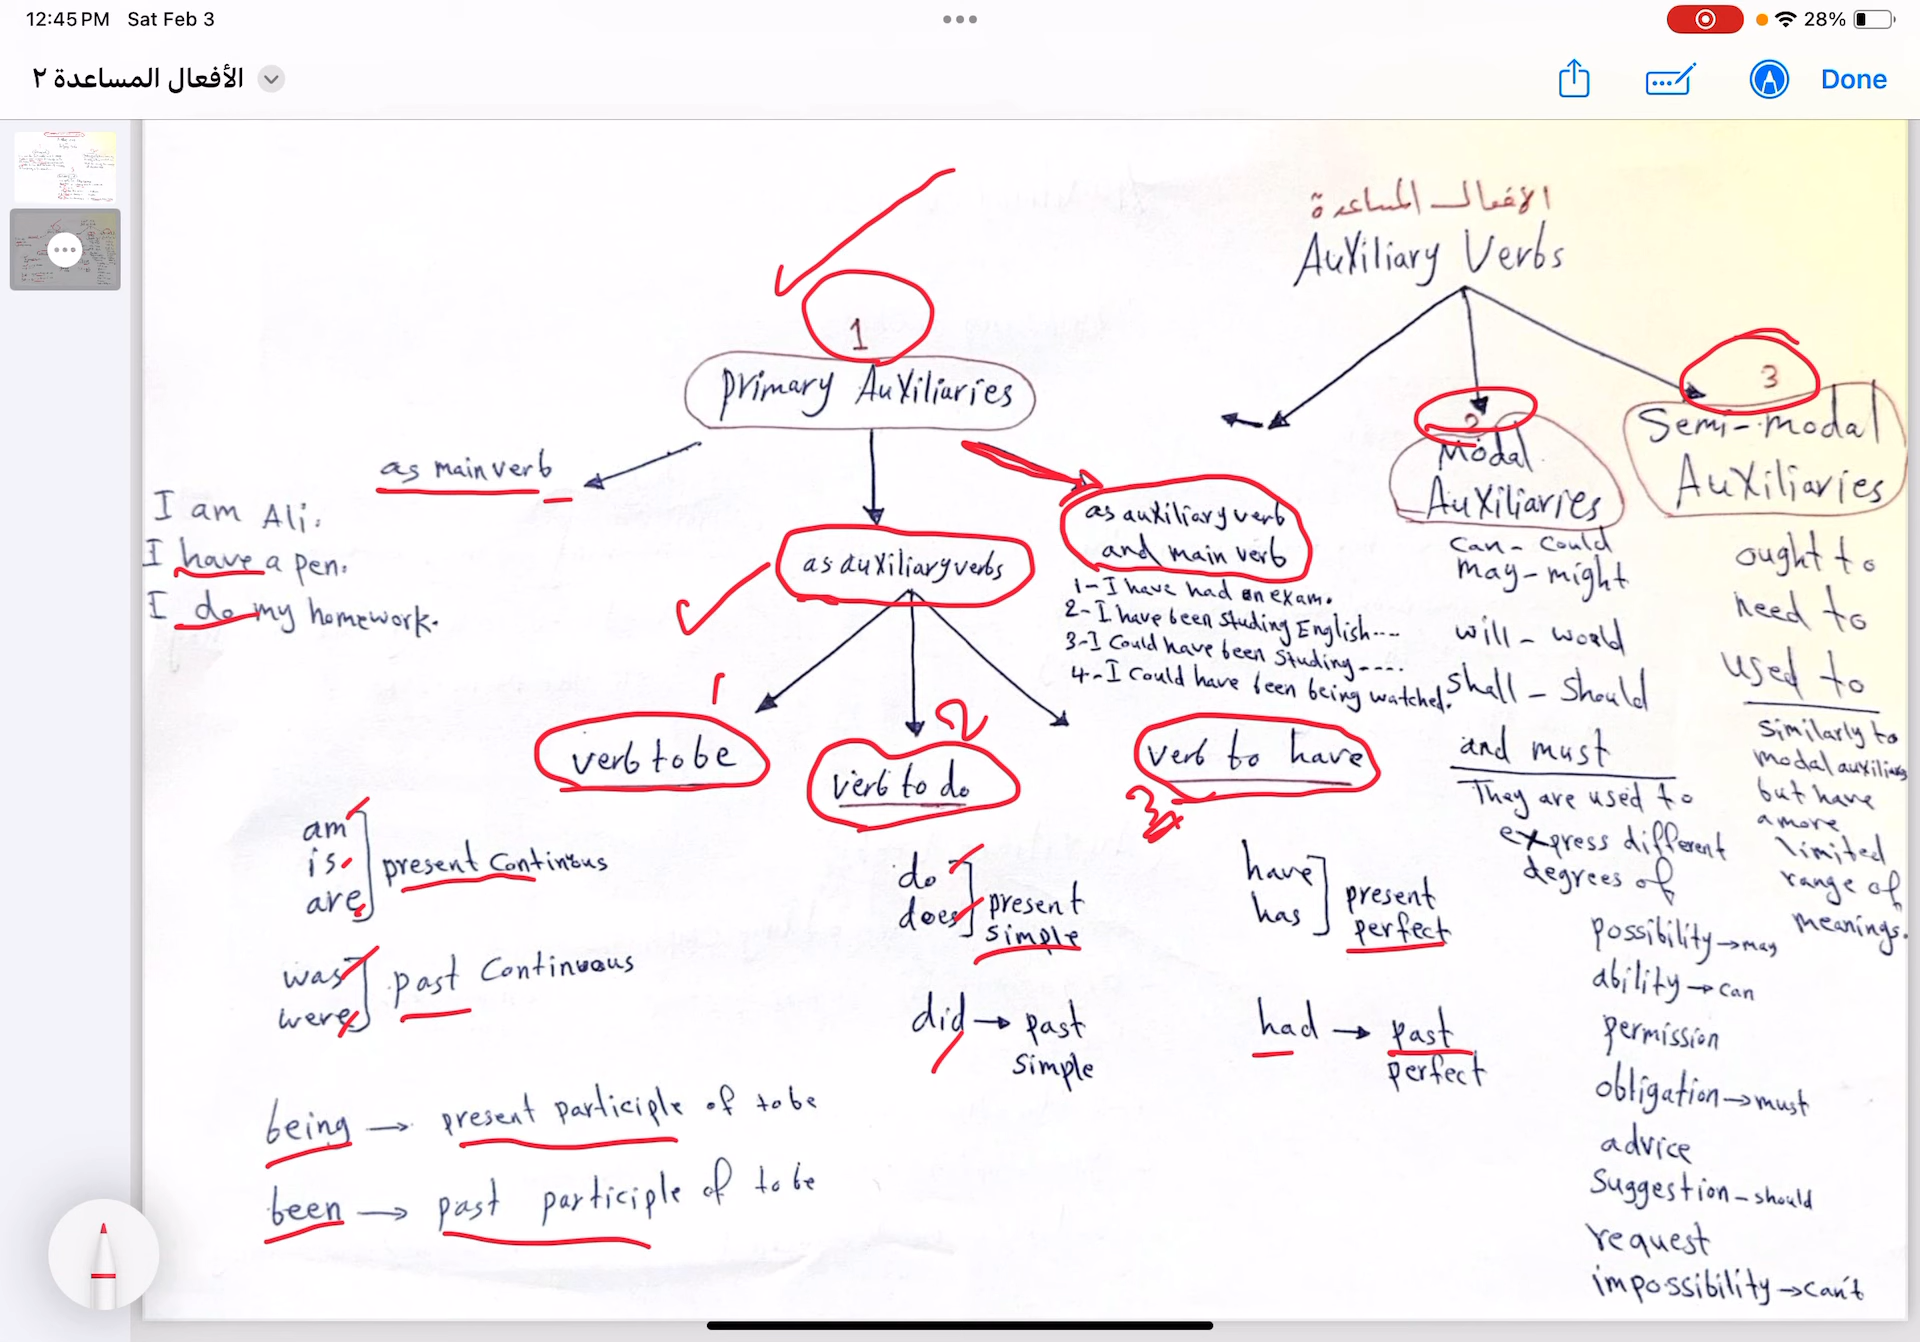 12:45 PM Sat Feb 3
28%
الأفعال المساعدة ٢
Done
الافعال المساعدة
Auxiliary Verbs
1
Primary Auxiliaries
as main verb
I am Ali.
I have a pen.
I do my homework.
as auxiliary verbs
as auxiliary verb
and main verb
1- I have had an exam.
2- I have been studing English---
3- I Could have been studing----
4- I Could have been being watched.
verb to be
1
am
is
are
present Continous
was
were
past Continuous
being → present participle of to be
been → past participle of to be
verb to do
2
do
does
present
simple
did → past
simple
verb to have
3
have
has
present
perfect
had → past
perfect
2
Modal
Auxiliaries
can - could
may - might
will - would
shall - should
and must
They are used to
express different
degrees of
possibility → may
ability → can
permission
obligation → must
advice
Suggestion - should
request
impossibility → can't
3
Semi-modal
Auxiliaries
ought to
need to
used to
Similarly to
modal auxiliary
but have
a more
limited
range of
meanings.